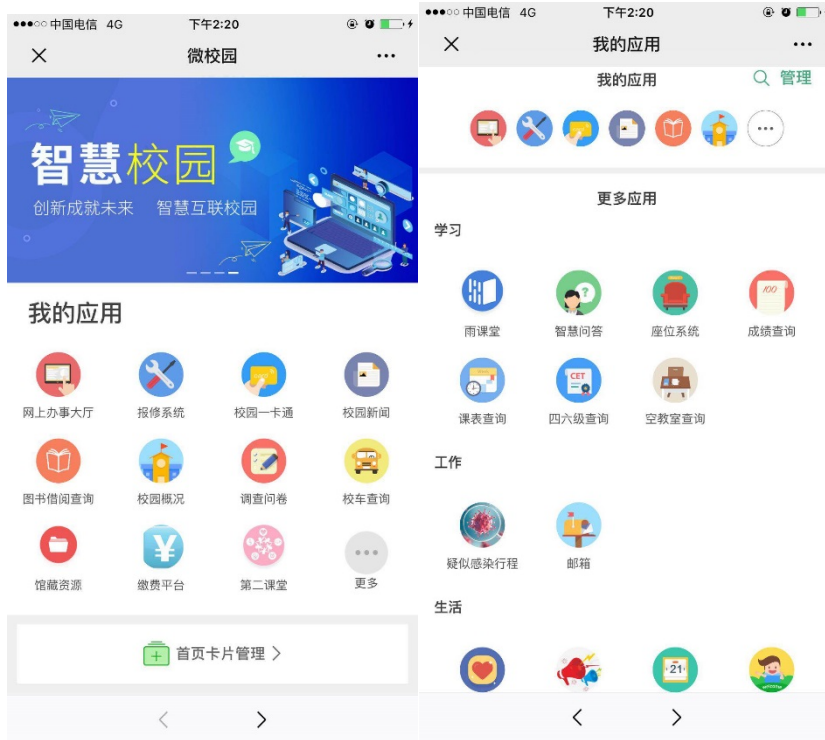 中国电信 4G 下午2:20
微校园
智慧校园
创新成就未来 智慧互联校园
我的应用
网上办事大厅 报修系统 校园一卡通 校园新闻
图书借阅查询 校园概况 调查问卷 校车查询
馆藏资源 缴费平台 第二课堂 更多
首页卡片管理
中国电信 4G 下午2:20
我的应用
我的应用 管理
更多应用
学习
100
雨课堂 智慧问答 座位系统 成绩查询
CET
课表查询 四六级查询 空教室查询
工作
疑似感染行程 邮箱
生活
21